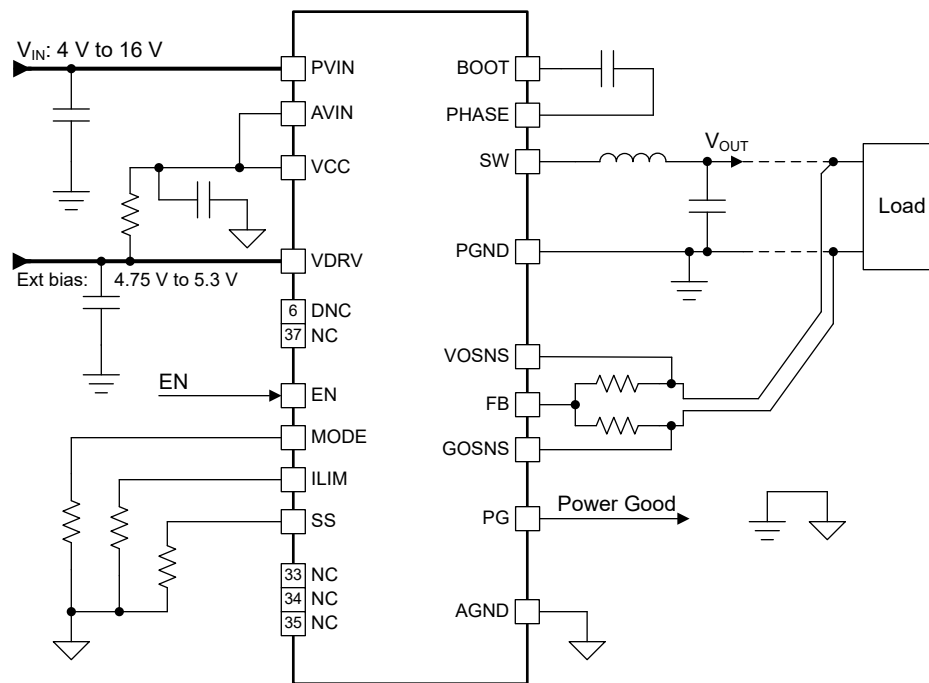 V_IN: 4 V to 16 V
PVIN
AVIN
VCC
VDRV
Ext bias: 4.75 V to 5.3 V
6 DNC
37 NC
EN
EN
MODE
ILIM
SS
33 NC
34 NC
35 NC
BOOT
PHASE
SW
V_OUT
Load
PGND
VOSNS
FB
GOSNS
PG
Power Good
AGND